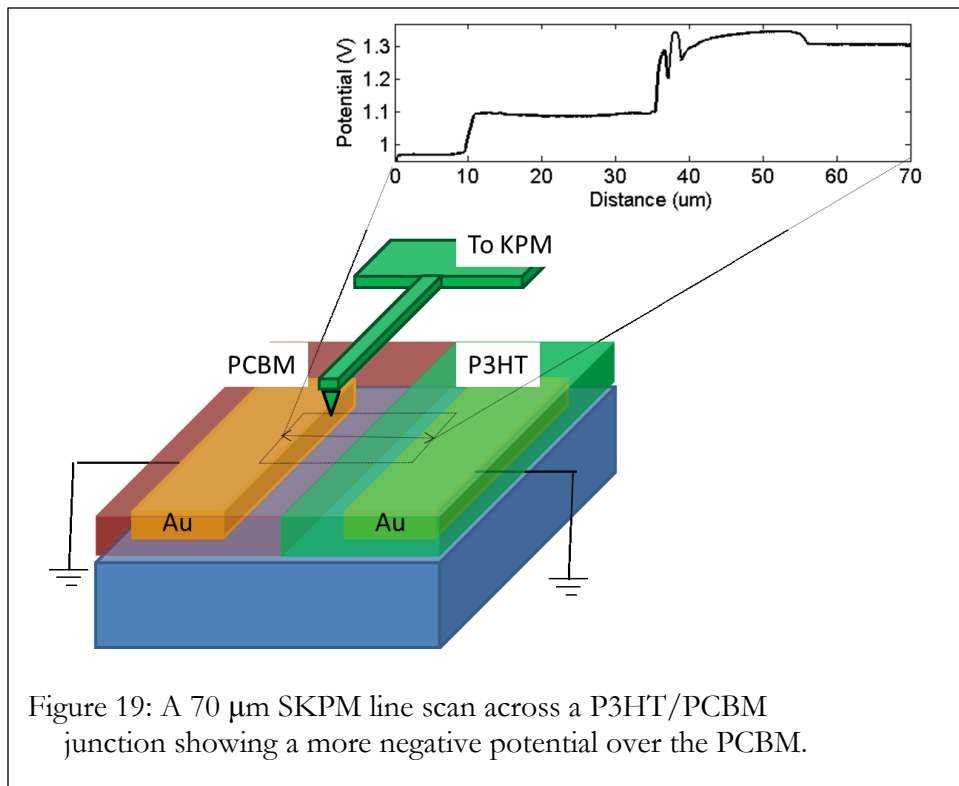 Potential (V)
1.3
1.2
1.1
1
0 10 20 30 40 50 60 70
Distance (um)
To KPM
PCBM P3HT
Au Au
Figure 19: A 70 μm SKPM line scan across a P3HT/PCBM
junction showing a more negative potential over the PCBM.